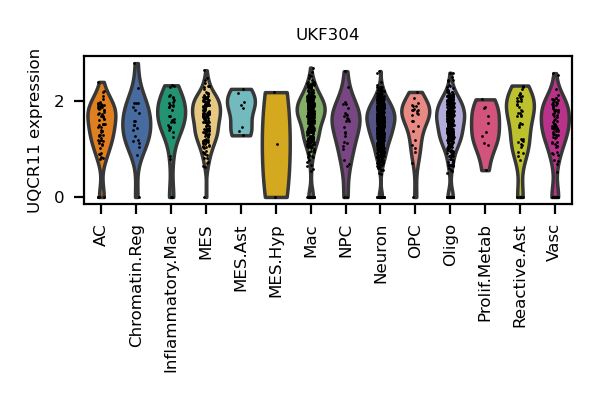 UKF304
UQCR11 expression
2
0
AC
Chromatin.Reg
Inflammatory.Mac
MES
MES.Ast
MES.Hyp
Mac
NPC
Neuron
OPC
Oligo
Prolif.Metab
Reactive.Ast
Vasc